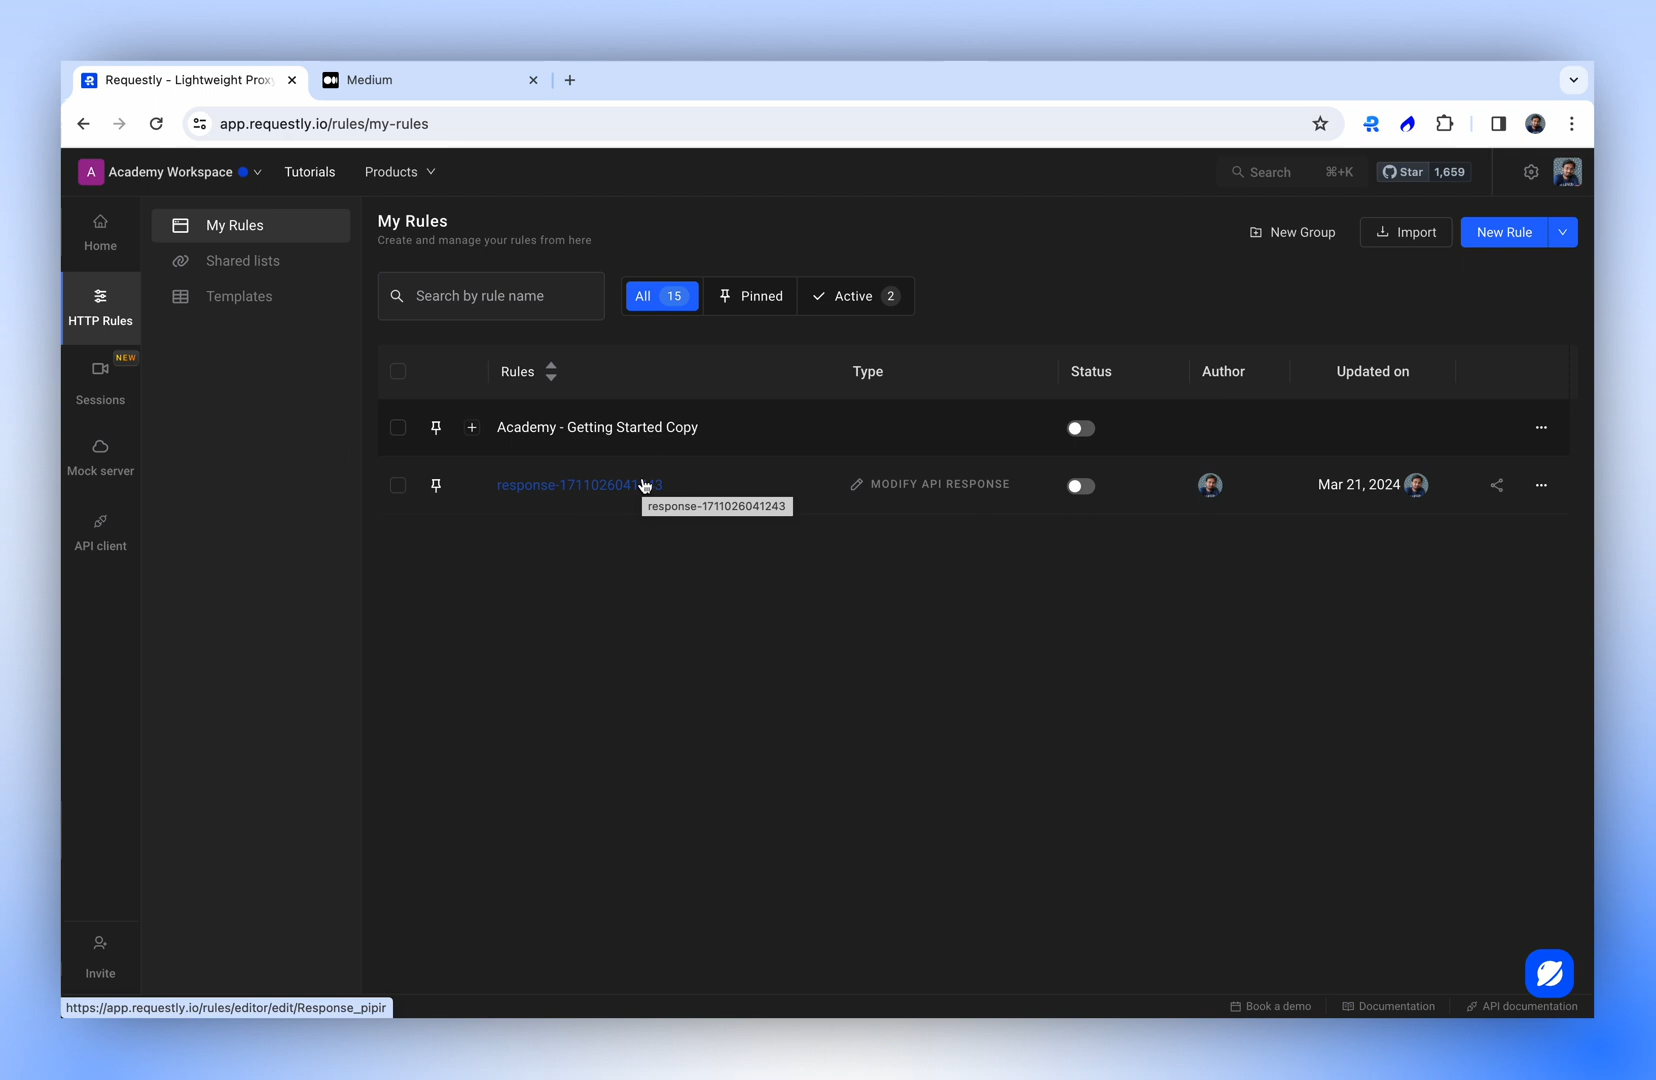 Requestly - Lightweight Prox
Medium
app.requestly.io/rules/my-rules
A Academy Workspace
Tutorials
Products
Search ⌘+K
Star 1,659
Home
HTTP Rules
NEW
Sessions
Mock server
API client
Invite
My Rules
Shared lists
Templates
My Rules
Create and manage your rules from here
New Group
Import
New Rule
Search by rule name
All 15
Pinned
Active 2
Rules
Type
Status
Author
Updated on
Academy - Getting Started Copy
response-1711026041243
MODIFY API RESPONSE
Mar 21, 2024
response-1711026041243
https://app.requestly.io/rules/editor/edit/Response_pipir
Book a demo
Documentation
API documentation